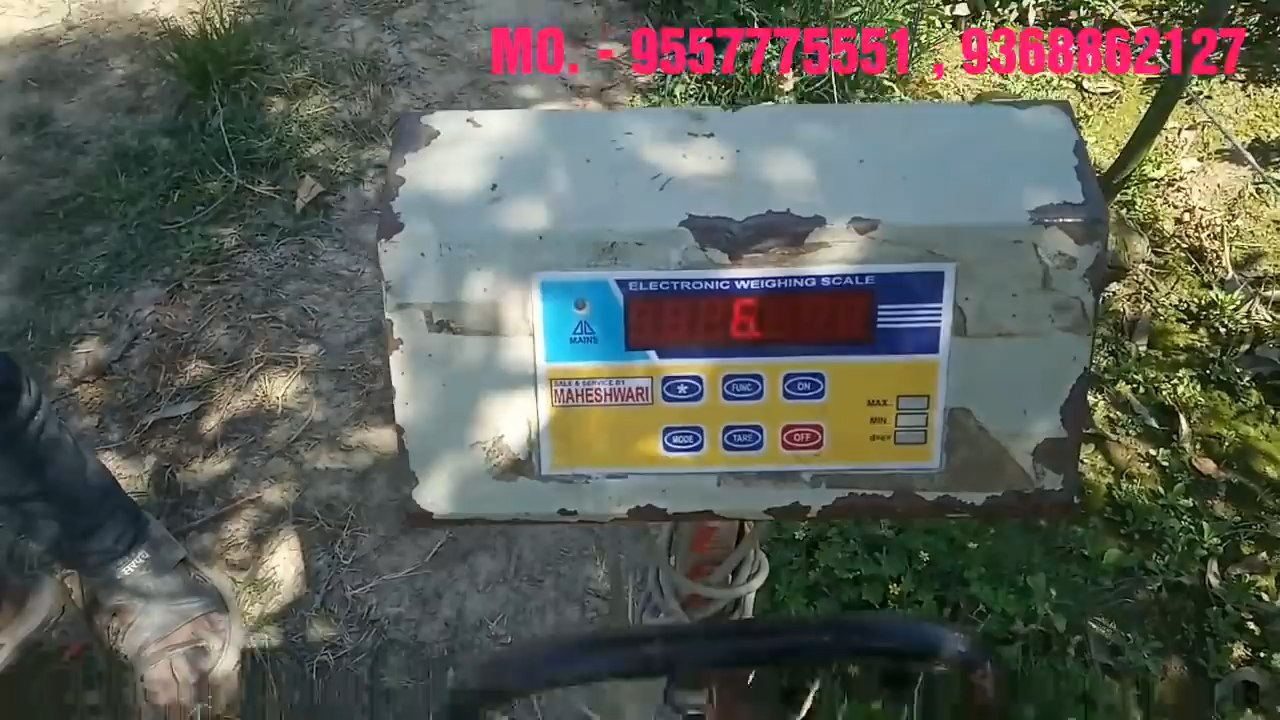 MO. - 9557775551 , 9368862127
ELECTRONIC WEIGHING SCALE
6.
MAINS
SALE & SERVICE BY
MAHESHWARI
* FUNC ON
MODE TARE OFF
MAX..
MIN..
d=e=